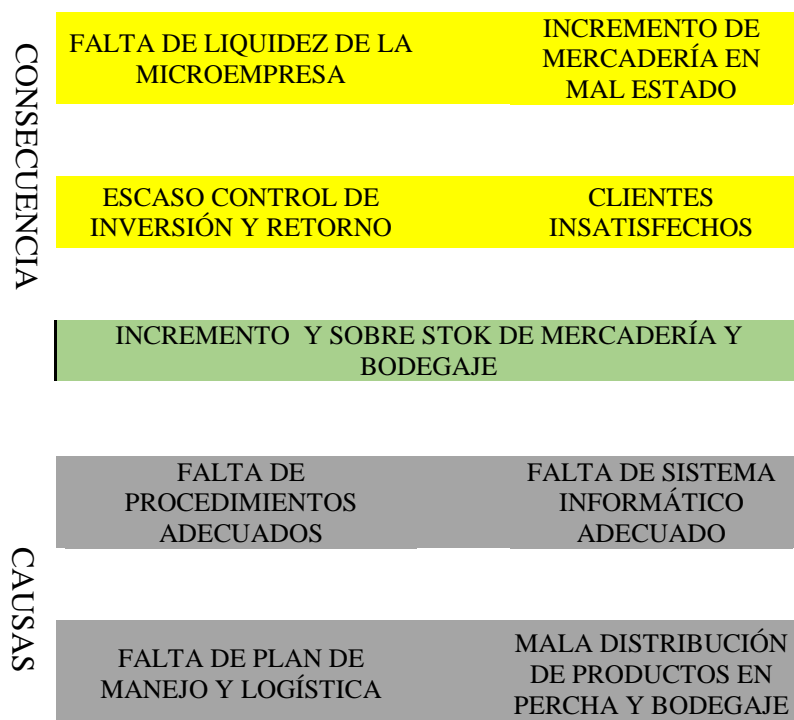 CONSECUENCIA
FALTA DE LIQUIDEZ DE LA
MICROEMPRESA
INCREMENTO DE
MERCADERÍA EN
MAL ESTADO
ESCASO CONTROL DE
INVERSIÓN Y RETORNO
CLIENTES
INSATISFECHOS
INCREMENTO Y SOBRE STOK DE MERCADERÍA Y
BODEGAJE
CAUSAS
FALTA DE
PROCEDIMIENTOS
ADECUADOS
FALTA DE SISTEMA
INFORMÁTICO
ADECUADO
FALTA DE PLAN DE
MANEJO Y LOGÍSTICA
MALA DISTRIBUCIÓN
DE PRODUCTOS EN
PERCHA Y BODEGAJE